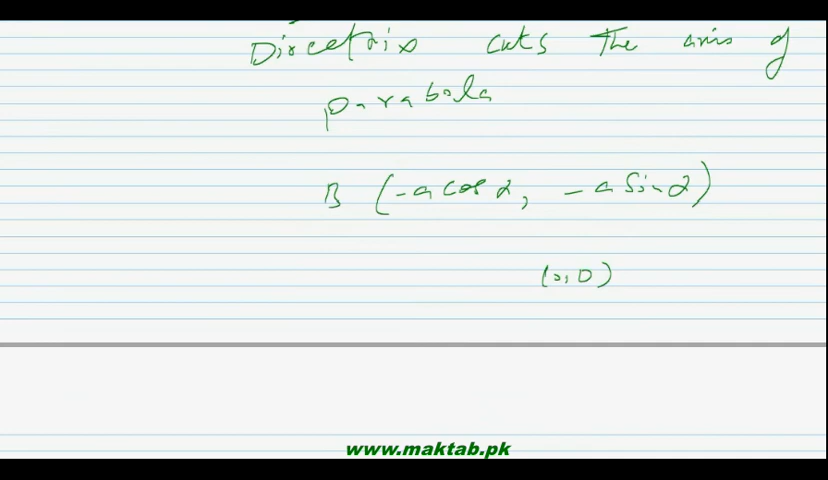 Directrix cuts the axis of
parabola
B (-a cos α, - a Sin α)
(0,0)
www.maktab.pk